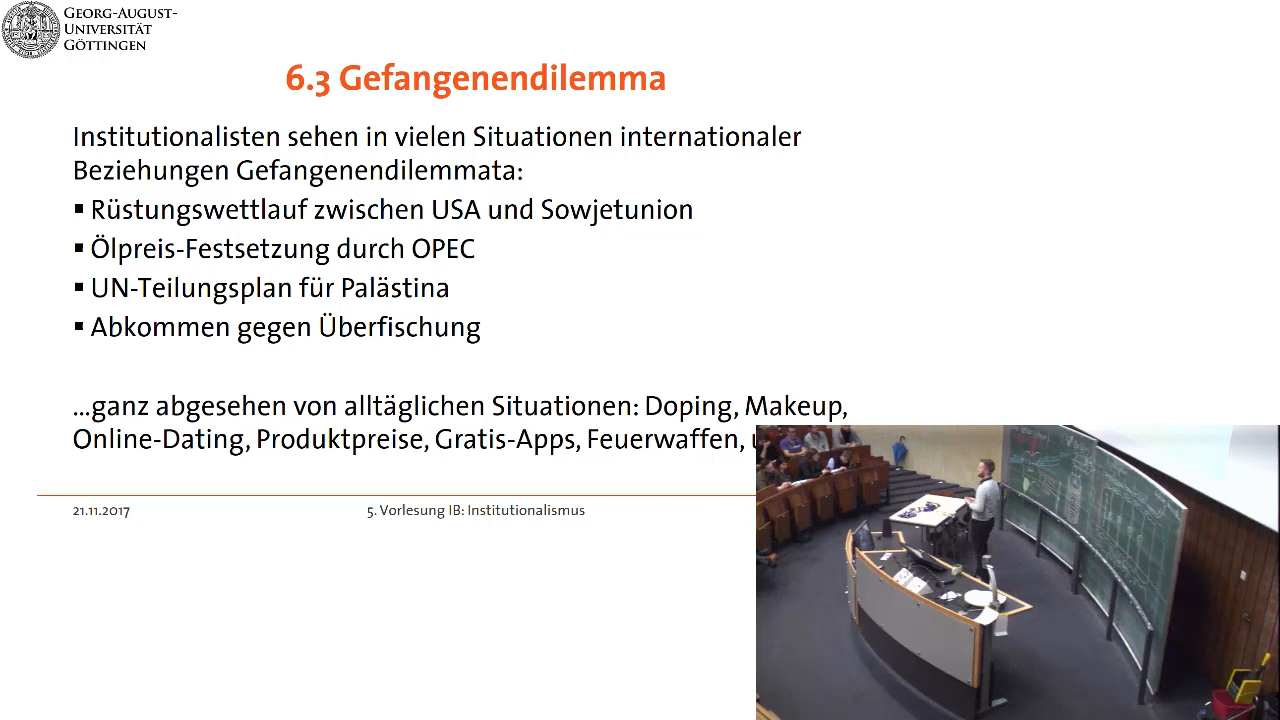 GEORG-AUGUST-
UNIVERSITÄT
GÖTTINGEN
6.3 Gefangenendilemma
Institutionalisten sehen in vielen Situationen internationaler
Beziehungen Gefangenendilemmata:
▪ Rüstungswettlauf zwischen USA und Sowjetunion
▪ Ölpreis-Festsetzung durch OPEC
▪ UN-Teilungsplan für Palästina
▪ Abkommen gegen Überfischung
…ganz abgesehen von alltäglichen Situationen: Doping, Makeup,
Online-Dating, Produktpreise, Gratis-Apps, Feuerwaffen,
21.11.2017
5. Vorlesung IB: Institutionalismus